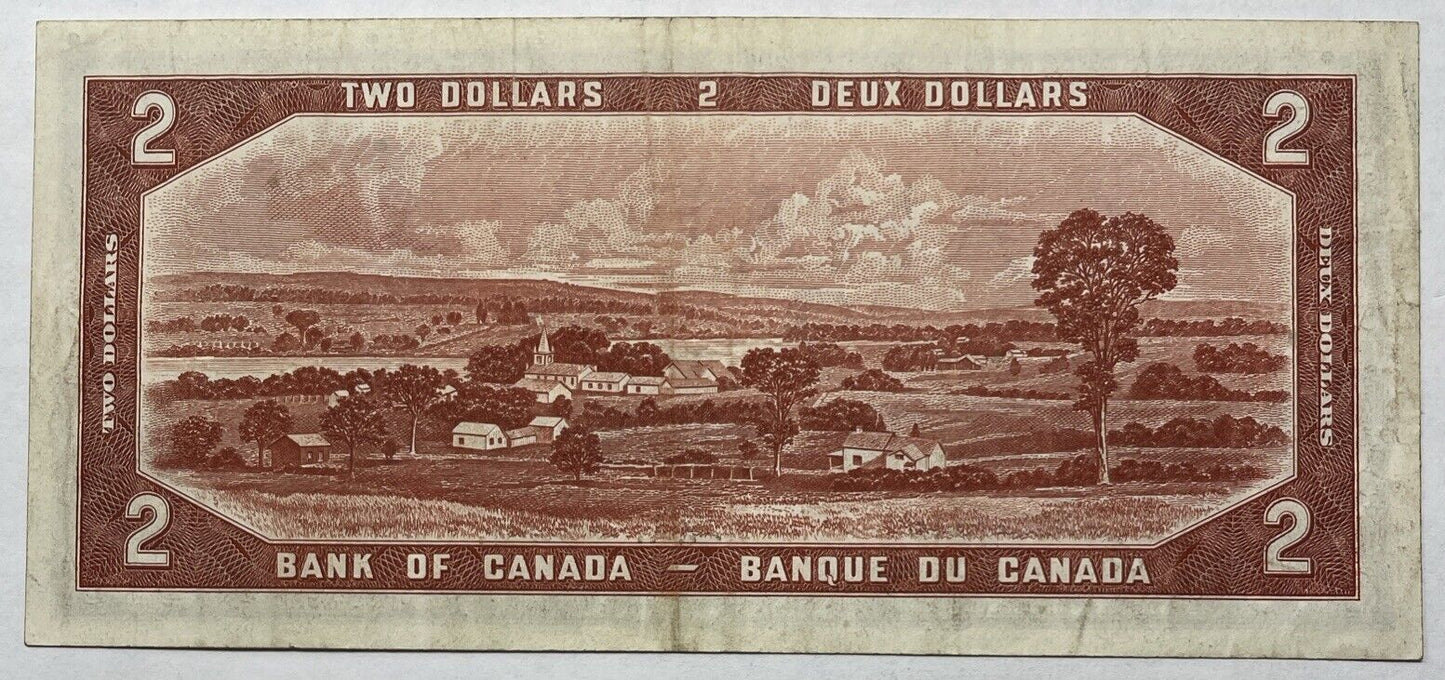 2 TWO DOLLARS 2 DEUX DOLLARS 2
TWO DOLLARS
DEUX DOLLARS
2 BANK OF CANADA — BANQUE DU CANADA 2